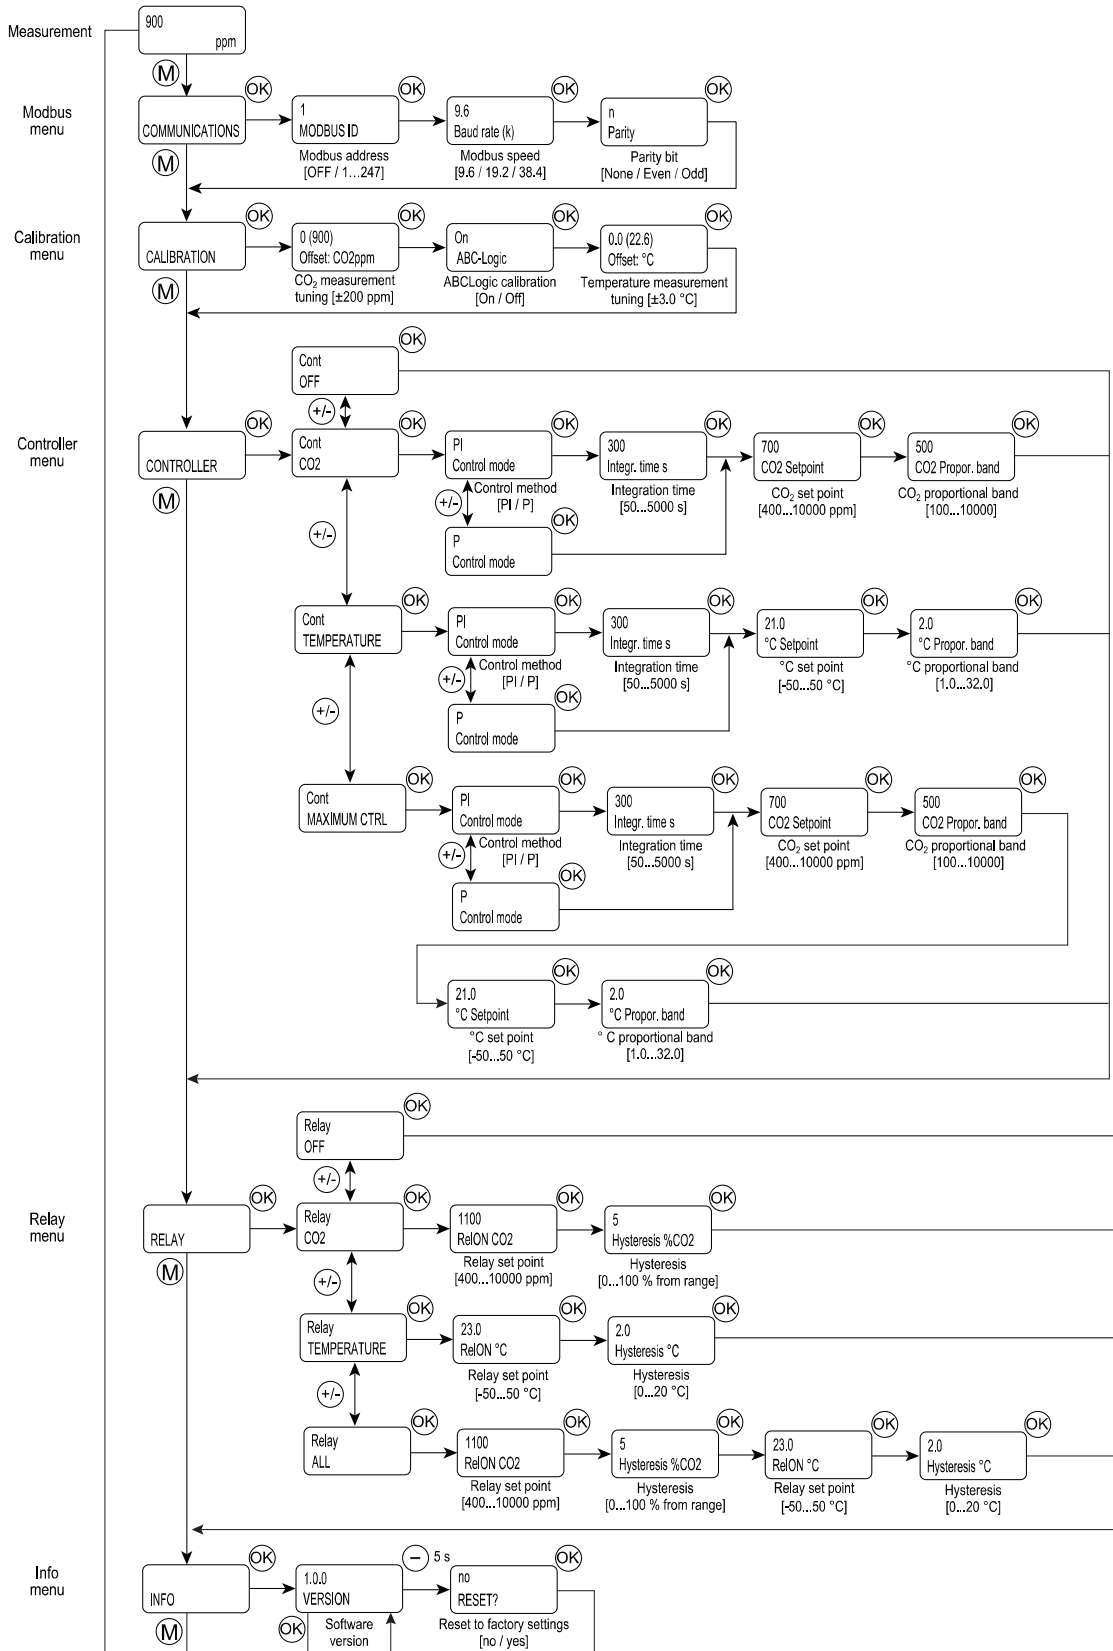 Measurement
900
ppm
M
OK
OK
OK
OK
Modbus
menu
COMMUNICATIONS
1
MODBUS ID
9.6
Baud rate (k)
n
Parity
M
Modbus address
[OFF / 1...247]
Modbus speed
[9.6 / 19.2 / 38.4]
Parity bit
[None / Even / Odd]
OK
OK
OK
OK
Calibration
menu
CALIBRATION
0 (900)
Offset: CO2ppm
On
ABC-Logic
0.0 (22.6)
Offset: °C
M
CO2 measurement
tuning [±200 ppm]
ABCLogic calibration
[On / Off]
Temperature measurement
tuning [±3.0 °C]
Cont
OFF
OK
+/-
OK
OK
OK
OK
OK
OK
Controller
menu
CONTROLLER
Cont
CO2
PI
Control mode
300
Integr. time s
700
CO2 Setpoint
500
CO2 Propor. band
M
Control method
[PI / P]
Integration time
[50...5000 s]
CO2 set point
[400...10000 ppm]
CO2 proportional band
[100...10000]
+/-
OK
P
Control mode
+/-
OK
OK
OK
OK
OK
Cont
TEMPERATURE
PI
Control mode
300
Integr. time s
21.0
°C Setpoint
2.0
°C Propor. band
Control method
[PI / P]
Integration time
[50...5000 s]
°C set point
[-50...50 °C]
°C proportional band
[1.0...32.0]
+/-
OK
P
Control mode
+/-
OK
OK
OK
OK
OK
Cont
MAXIMUM CTRL
PI
Control mode
300
Integr. time s
700
CO2 Setpoint
500
CO2 Propor. band
Control method
[PI / P]
Integration time
[50...5000 s]
CO2 set point
[400...10000 ppm]
CO2 proportional band
[100...10000]
+/-
OK
P
Control mode
OK
OK
21.0
°C Setpoint
2.0
°C Propor. band
°C set point
[-50...50 °C]
° C proportional band
[1.0...32.0]
Relay
OFF
OK
+/-
OK
OK
OK
OK
Relay
menu
RELAY
Relay
CO2
1100
RelON CO2
5
Hysteresis %CO2
M
Relay set point
[400...10000 ppm]
Hysteresis
[0...100 % from range]
+/-
OK
OK
OK
Relay
TEMPERATURE
23.0
RelON °C
2.0
Hysteresis °C
Relay set point
[-50...50 °C]
Hysteresis
[0...20 °C]
+/-
OK
OK
OK
OK
OK
Relay
ALL
1100
RelON CO2
5
Hysteresis %CO2
23.0
RelON °C
2.0
Hysteresis °C
Relay set point
[400...10000 ppm]
Hysteresis
[0...100 % from range]
Relay set point
[-50...50 °C]
Hysteresis
[0...20 °C]
OK
– 5 s
OK
Info
menu
INFO
1.0.0
VERSION
no
RESET?
M
OK
Software
version
Reset to factory settings
[no / yes]